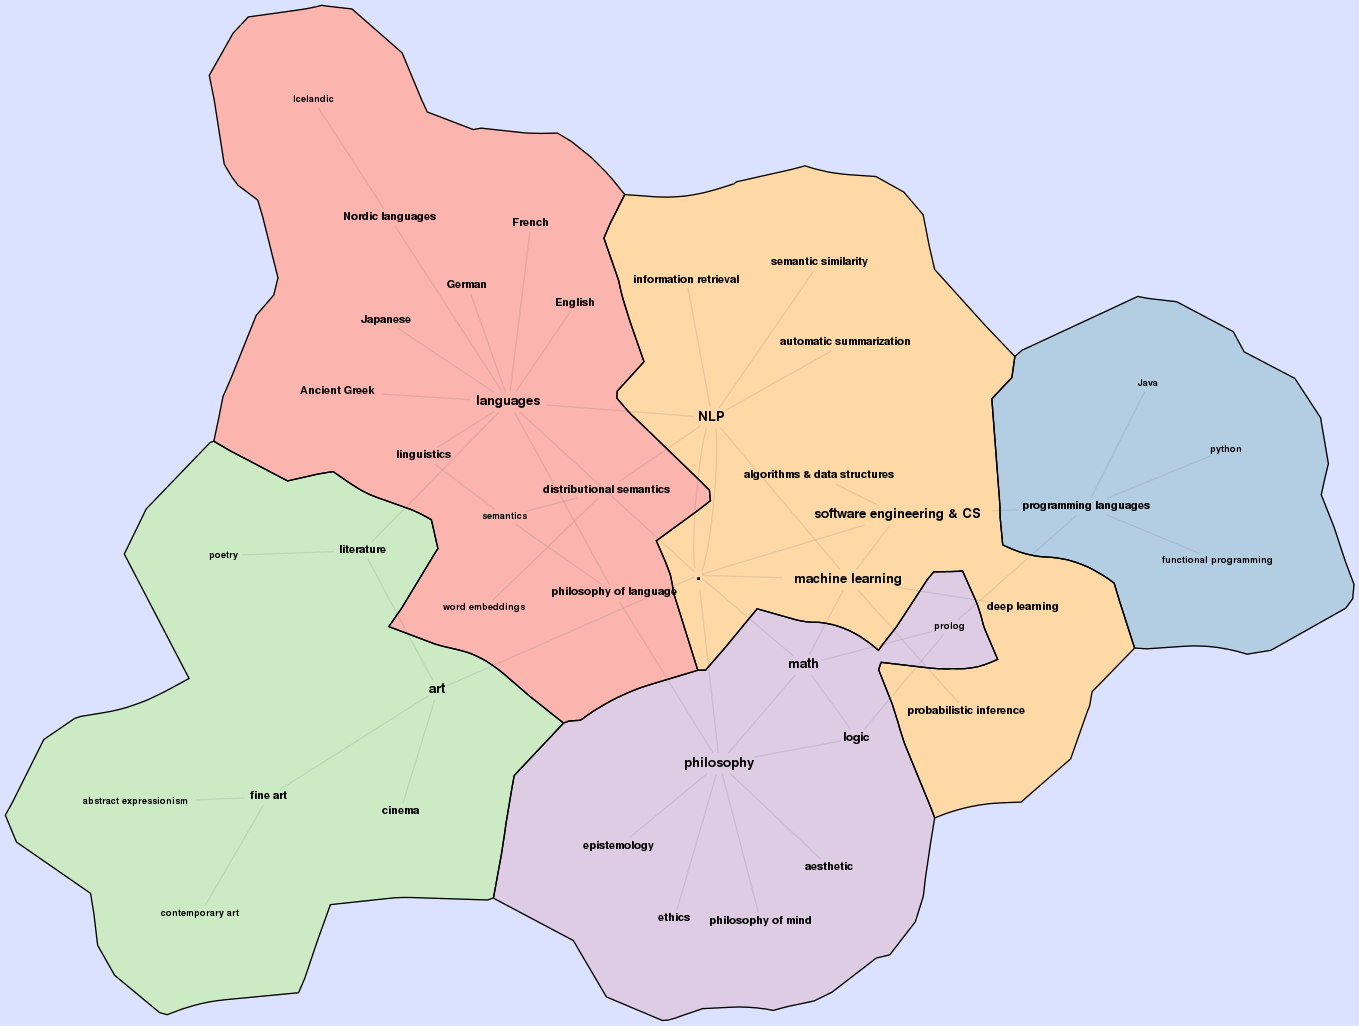 Icelandic
Nordic languages
French
semantic similarity
information retrieval
German
English
Japanese
automatic summarization
Java
Ancient Greek
languages
NLP
python
linguistics
algorithms & data structures
distributional semantics
programming languages
software engineering & CS
semantics
literature
poetry
functional programming
.
machine learning
philosophy of language
word embeddings
deep learning
prolog
math
art
probabilistic inference
logic
philosophy
fine art
abstract expressionism
cinema
epistemology
aesthetic
contemporary art
ethics
philosophy of mind